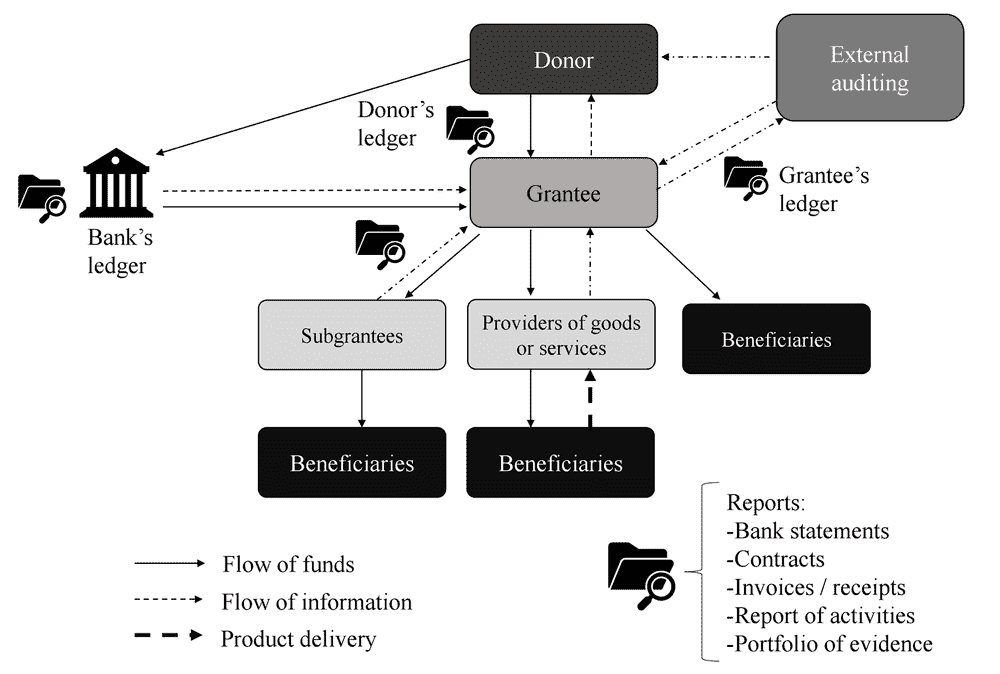 Donor
External
auditing
Donor's
ledger
Grantee
Grantee's
ledger
Bank's
ledger
Subgrantees
Providers of goods
or services
Beneficiaries
Beneficiaries
Beneficiaries
Reports:
-Bank statements
-Contracts
-Invoices / receipts
-Report of activities
-Portfolio of evidence
Flow of funds
Flow of information
Product delivery